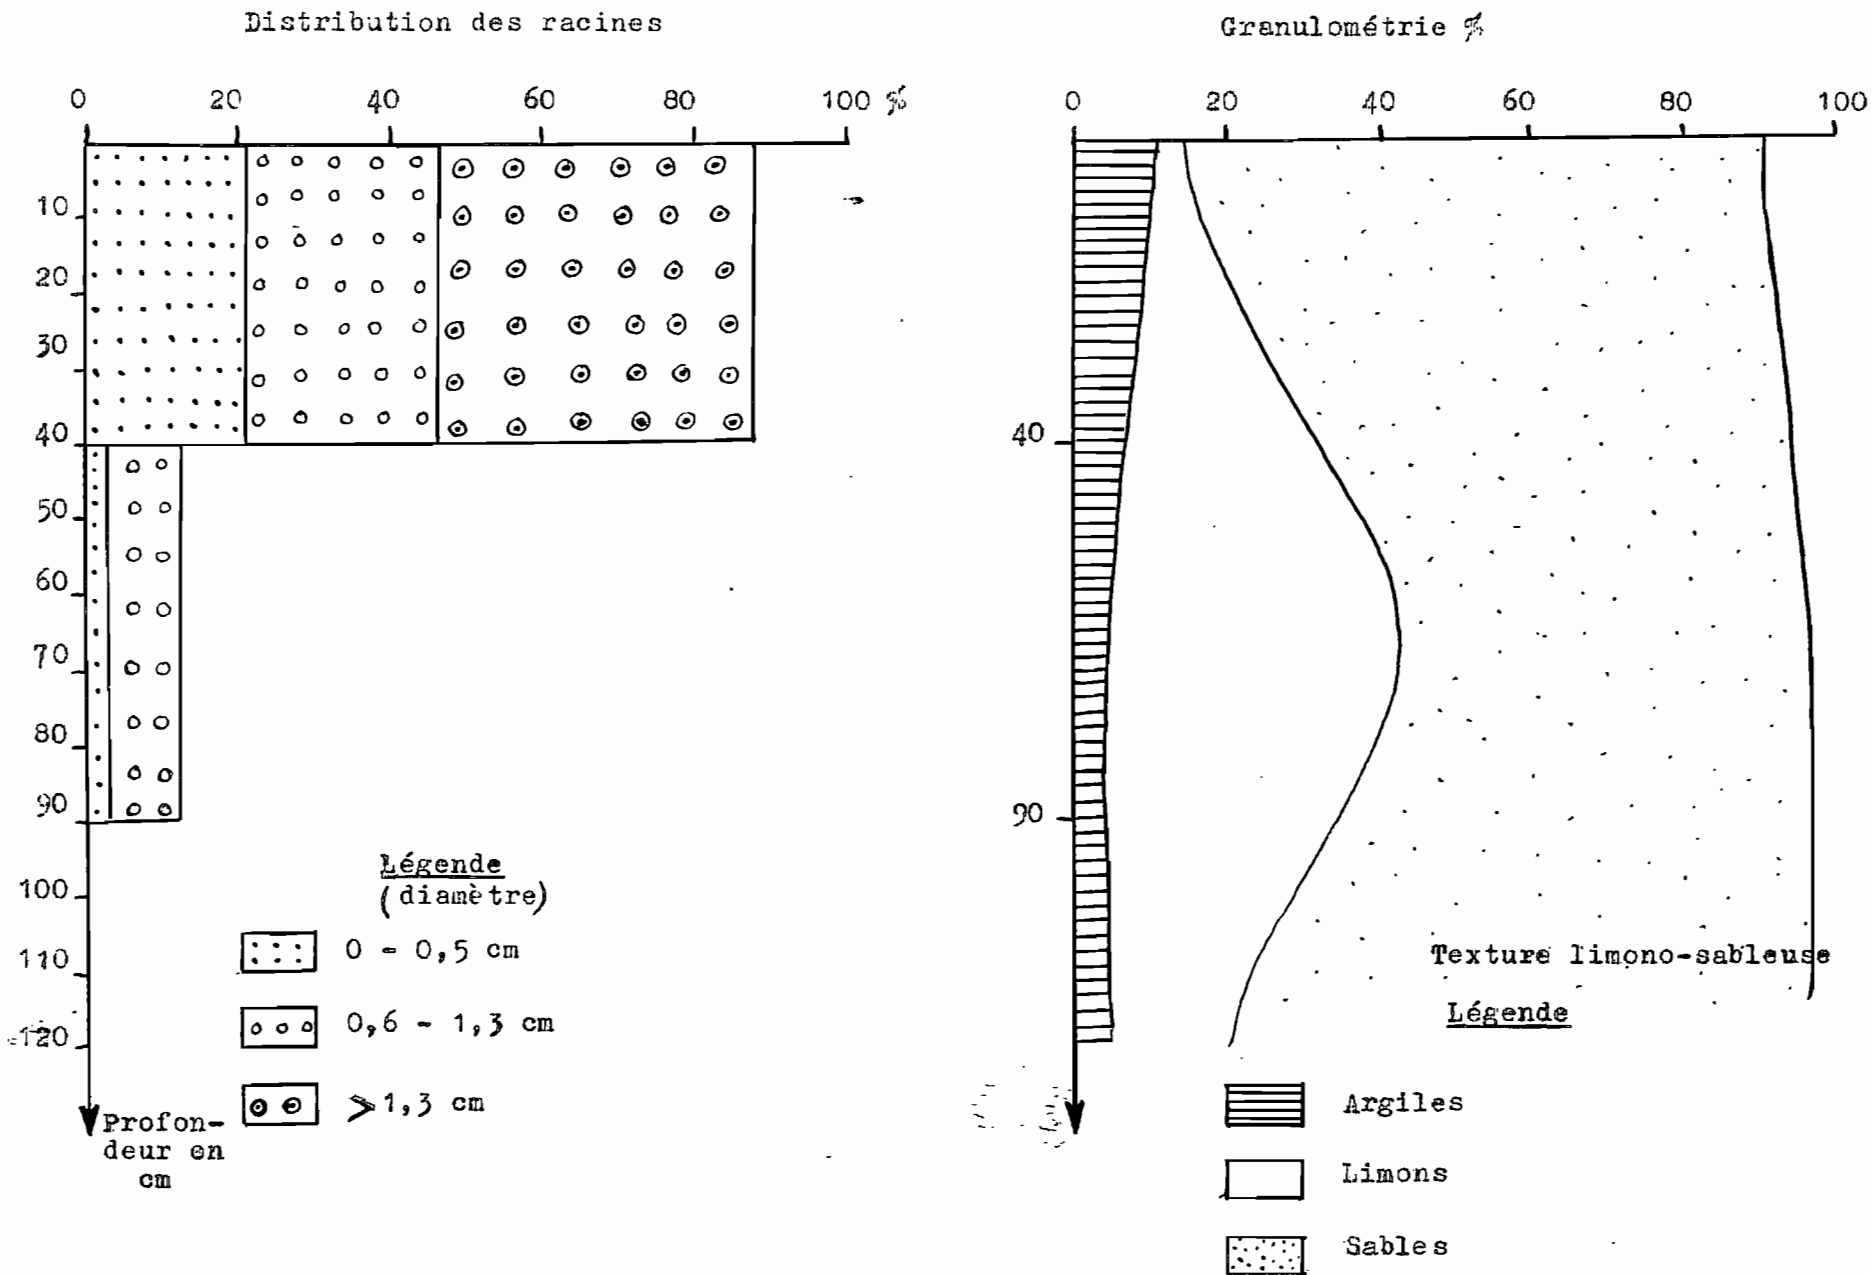 Distribution des racines
0 20 40 60 80 100 %
10
20
30
40
50
60
70
80
90
100
110
120
Profon-
deur en
cm
Légende
(diamètre)
0 - 0,5 cm
0,6 - 1,3 cm
>1,3 cm
Granulométrie %
0 20 40 60 80 100
40
90
Texture limono-sableuse
Légende
Argiles
Limons
Sables